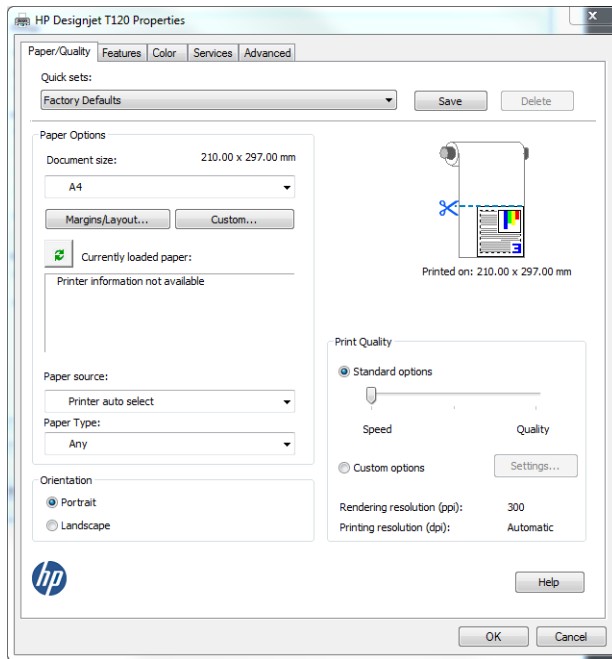 HP Designjet T120 Properties
X
Paper/Quality Features Color Services Advanced
Quick sets:
Factory Defaults
Save
Delete
Paper Options
Document size: 210.00 x 297.00 mm
A4
Margins/Layout...
Custom...
Currently loaded paper:
Printer information not available
Paper source:
Printer auto select
Paper Type:
Any
Orientation
Portrait
Landscape
Printed on: 210.00 x 297.00 mm
Print Quality
Standard options
Speed Quality
Custom options
Settings...
Rendering resolution (ppi): 300
Printing resolution (dpi): Automatic
hp
Help
OK
Cancel